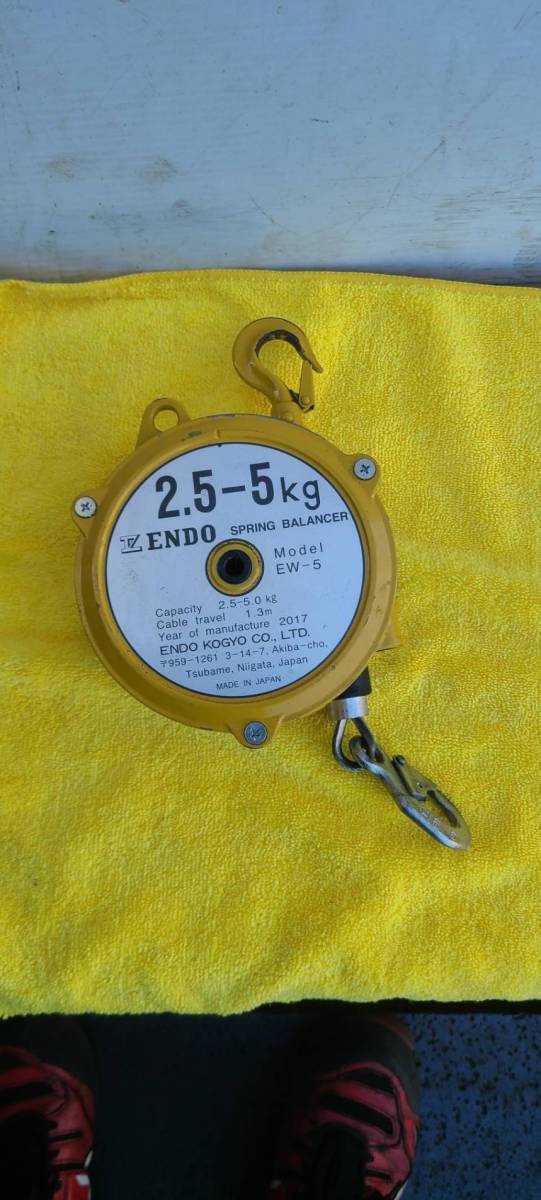 2.5-5kg
ENDO SPRING BALANCER
Model
EW-5
Capacity 2.5-5.0 kg
Cable travel 1.3m
Year of manufacture 2017
ENDO KOGYO CO., LTD.
〒959-1261 3-14-7, Akiba-cho,
Tsubame, Niigata, Japan
MADE IN JAPAN